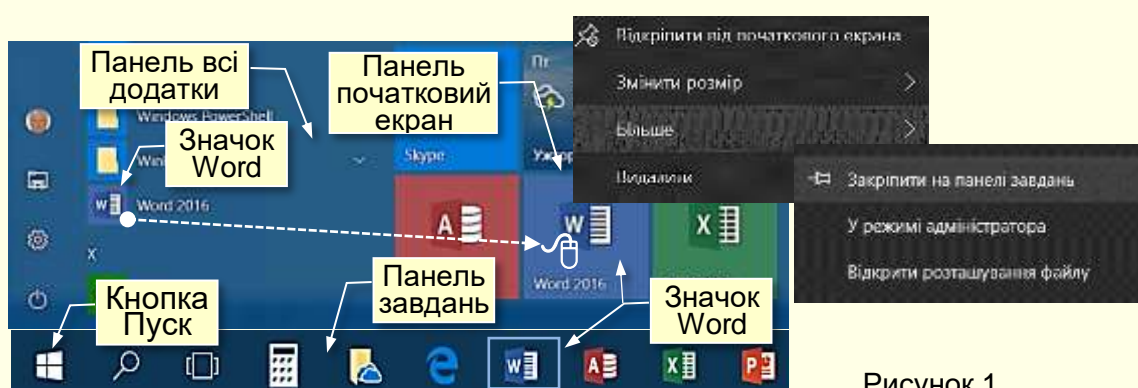 Панель всі
додатки
Windows PowerShell
Значок
Word
Word 2016
X
Кнопка
Пуск
Панель
початковий
екран
Пт
Skype
Word 2016
Панель
завдань
Значок
Word
Відкріпити від початкового екрана
Змінити розмір
Більше
Видалити
Закріпити на панелі завдань
У режимі адміністратора
Відкрити розташування файлу
Рисунок 1